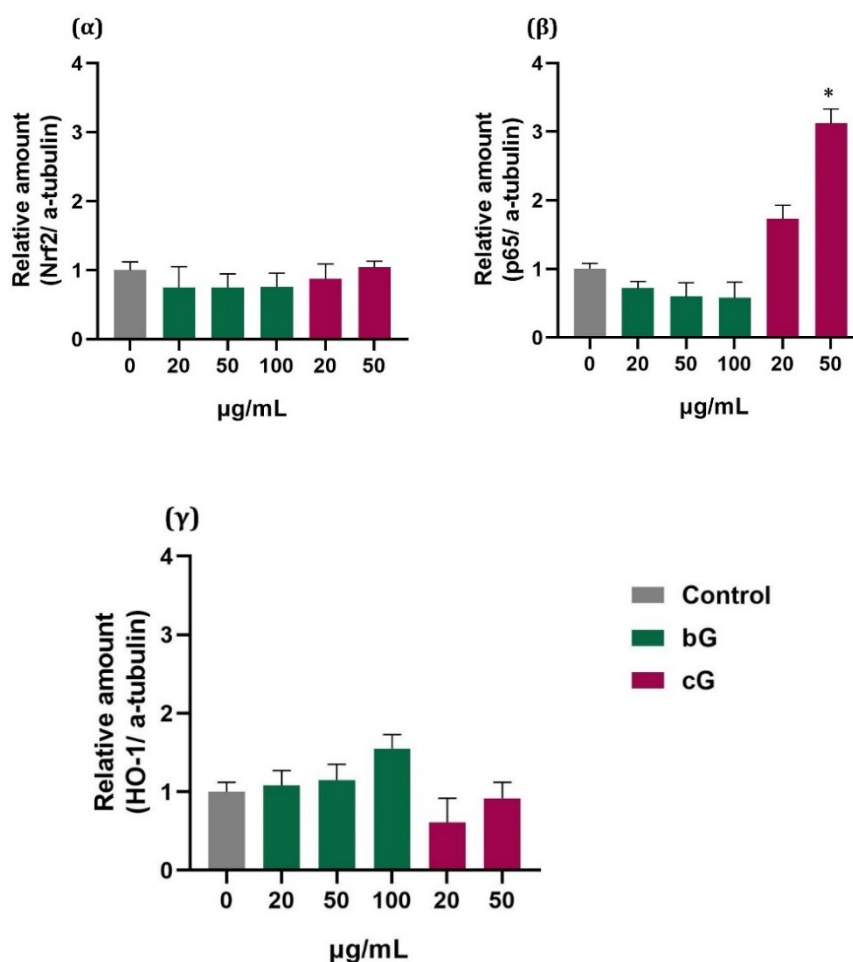 (α)
Relative amount
(Nrf2/ a-tubulin)
4
3
2
1
0
0 20 50 100 20 50
µg/mL
(β)
Relative amount
(p65/ a-tubulin)
4
3
2
1
0
*
0 20 50 100 20 50
µg/mL
(γ)
Relative amount
(HO-1/ a-tubulin)
4
3
2
1
0
0 20 50 100 20 50
µg/mL
Control
bG
cG